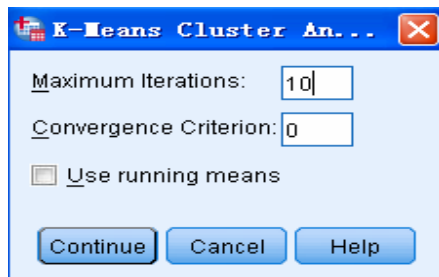 K-Means Cluster An...
Maximum Iterations: 10
Convergence Criterion: 0
Use running means
Continue Cancel Help